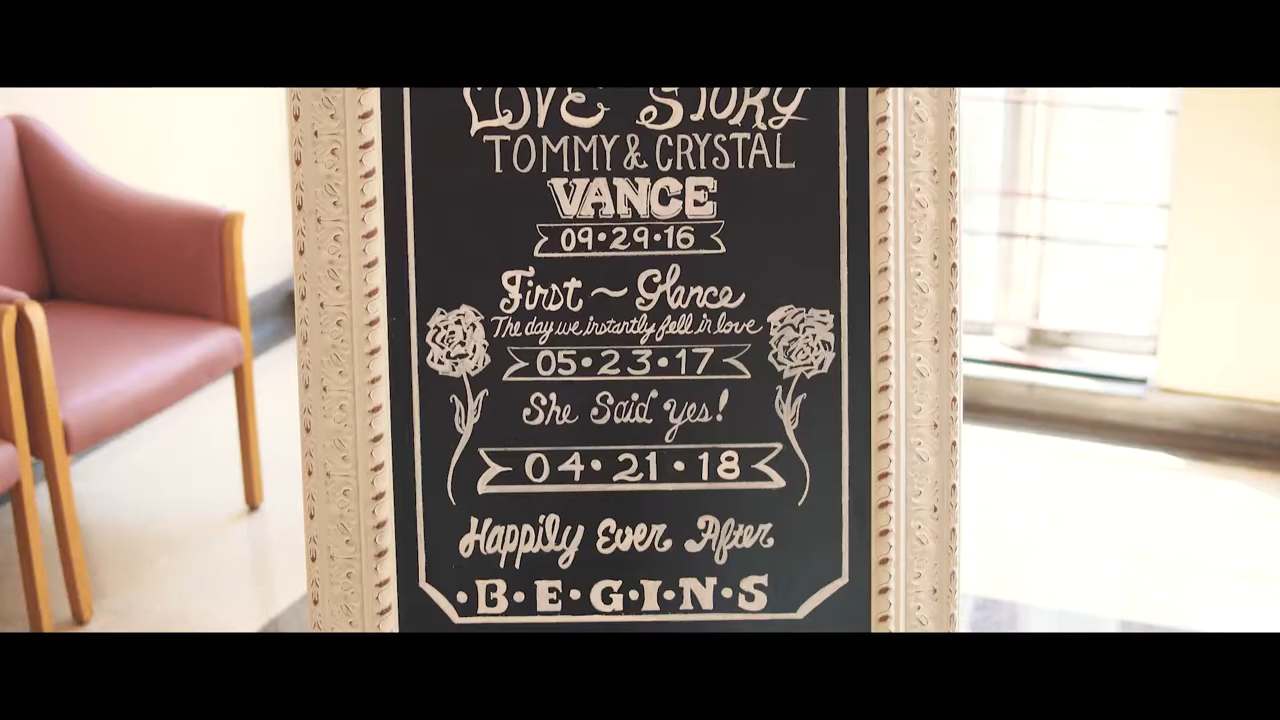 LOVE STORY
TOMMY & CRYSTAL
VANCE
09•29•16
First ~ Glance
The day we instantly fell in love
05•23•17
She Said yes!
04•21•18
Happily Ever After
•B•E•G•I•N•S